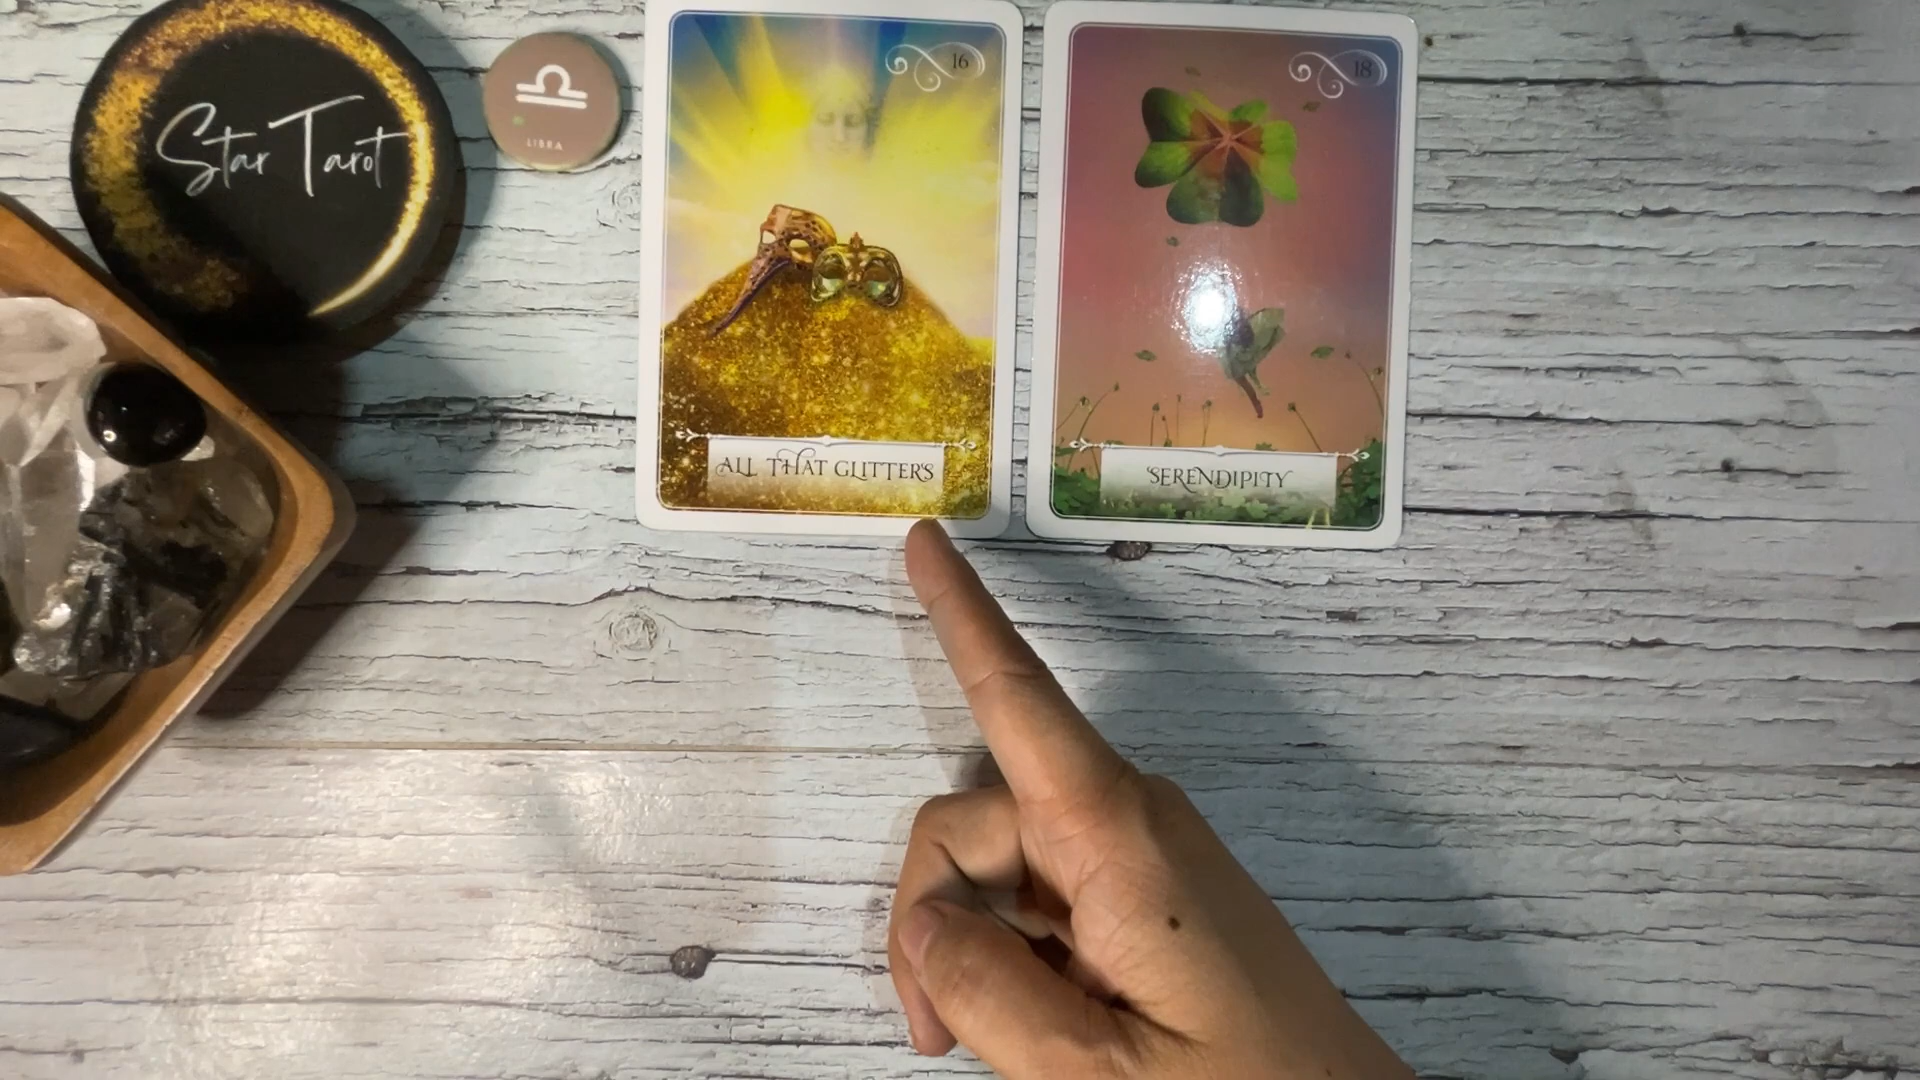 Star Tarot
LIBRA
16
ALL THAT GLITTERS
18
SERENDIPITY